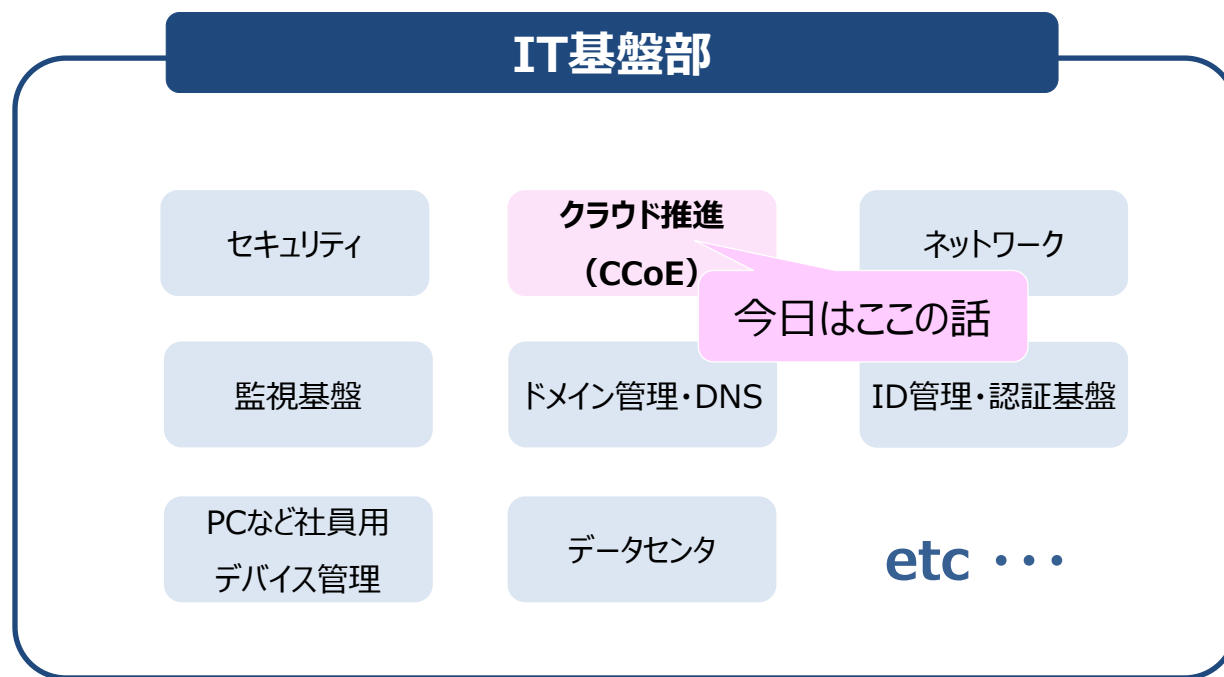 IT基盤部
セキュリティ
クラウド推進
（CCoE）
ネットワーク
今日はここの話
監視基盤
ドメイン管理・DNS
ID管理・認証基盤
PCなど社員用
デバイス管理
データセンタ
etc ・・・